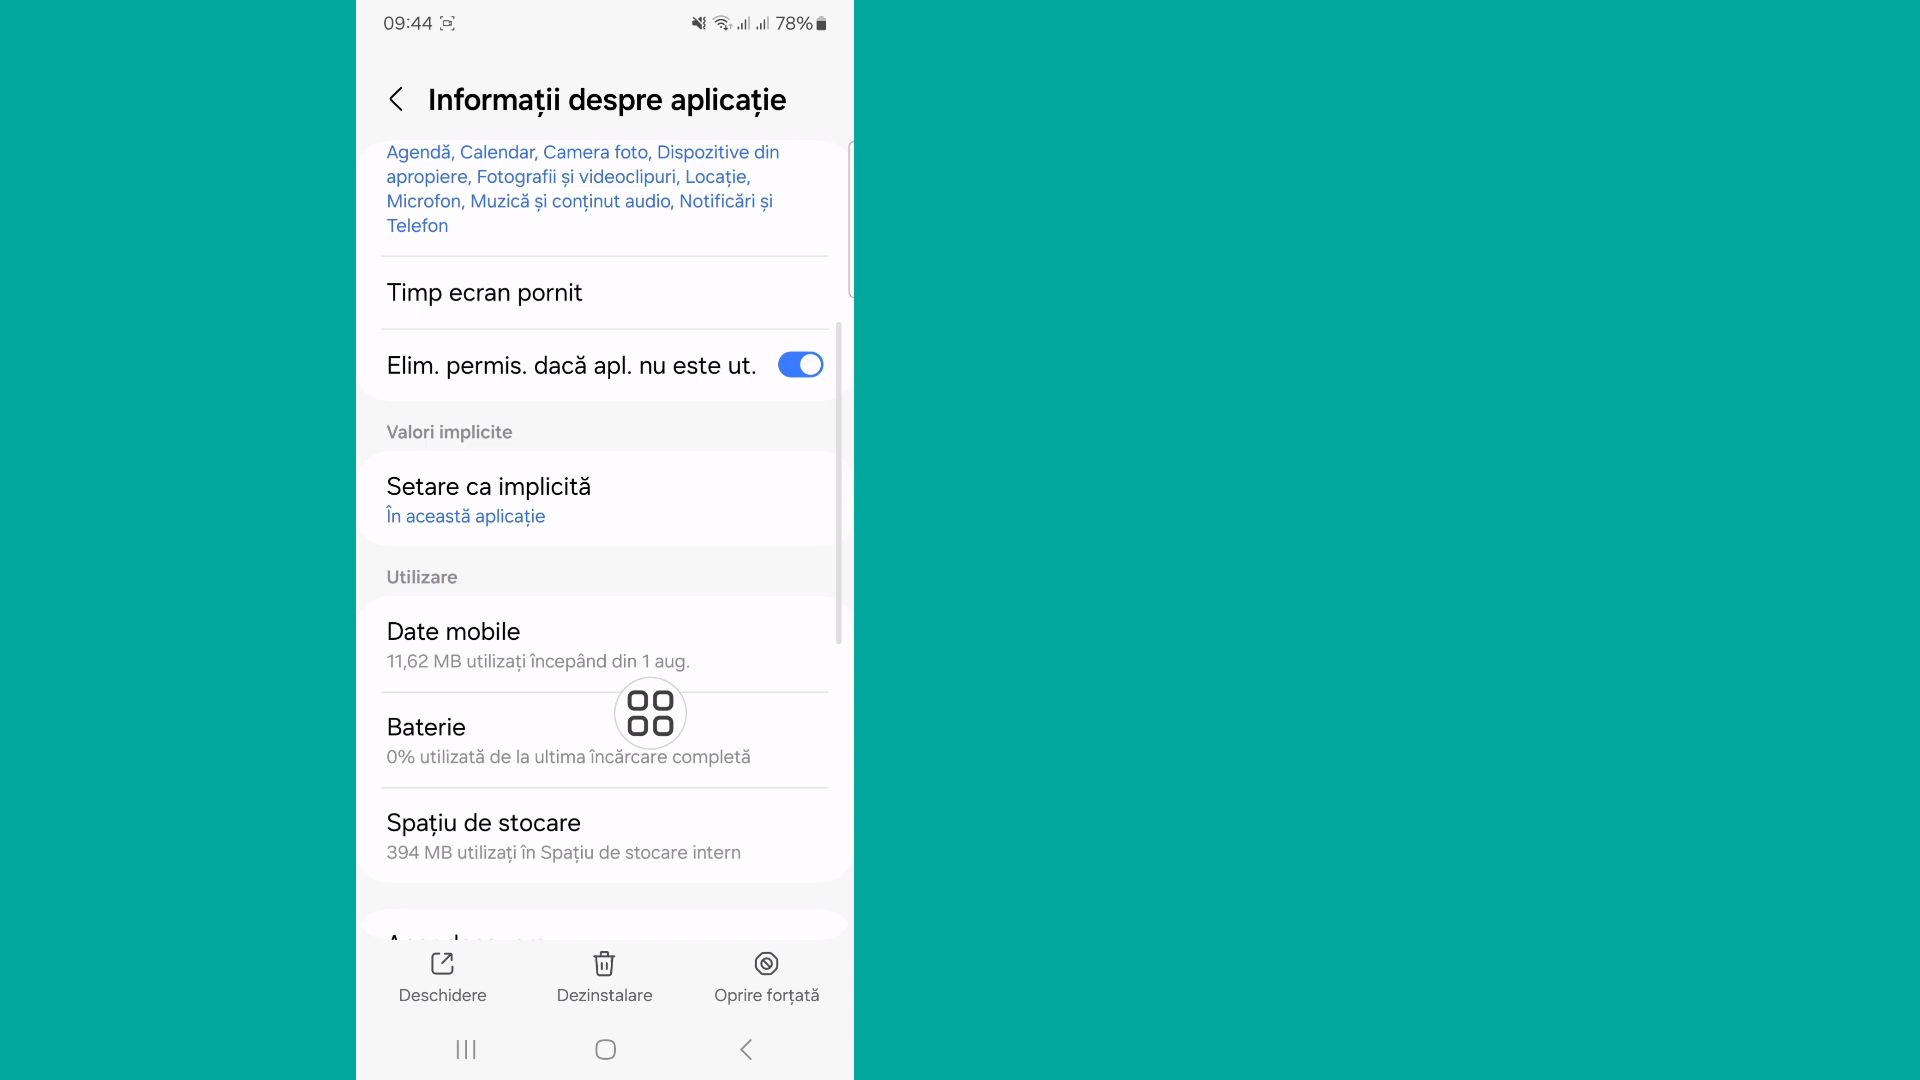 09:44
78%
Informații despre aplicație
Agendă, Calendar, Camera foto, Dispozitive din
apropiere, Fotografii și videoclipuri, Locație,
Microfon, Muzică și conținut audio, Notificări și
Telefon
Timp ecran pornit
Elim. permis. dacă apl. nu este ut.
Valori implicite
Setare ca implicită
În această aplicație
Utilizare
Date mobile
11,62 MB utilizați începând din 1 aug.
Baterie
0% utilizată de la ultima încărcare completă
Spațiu de stocare
394 MB utilizați în Spațiu de stocare intern
Deschidere
Dezinstalare
Oprire forțată